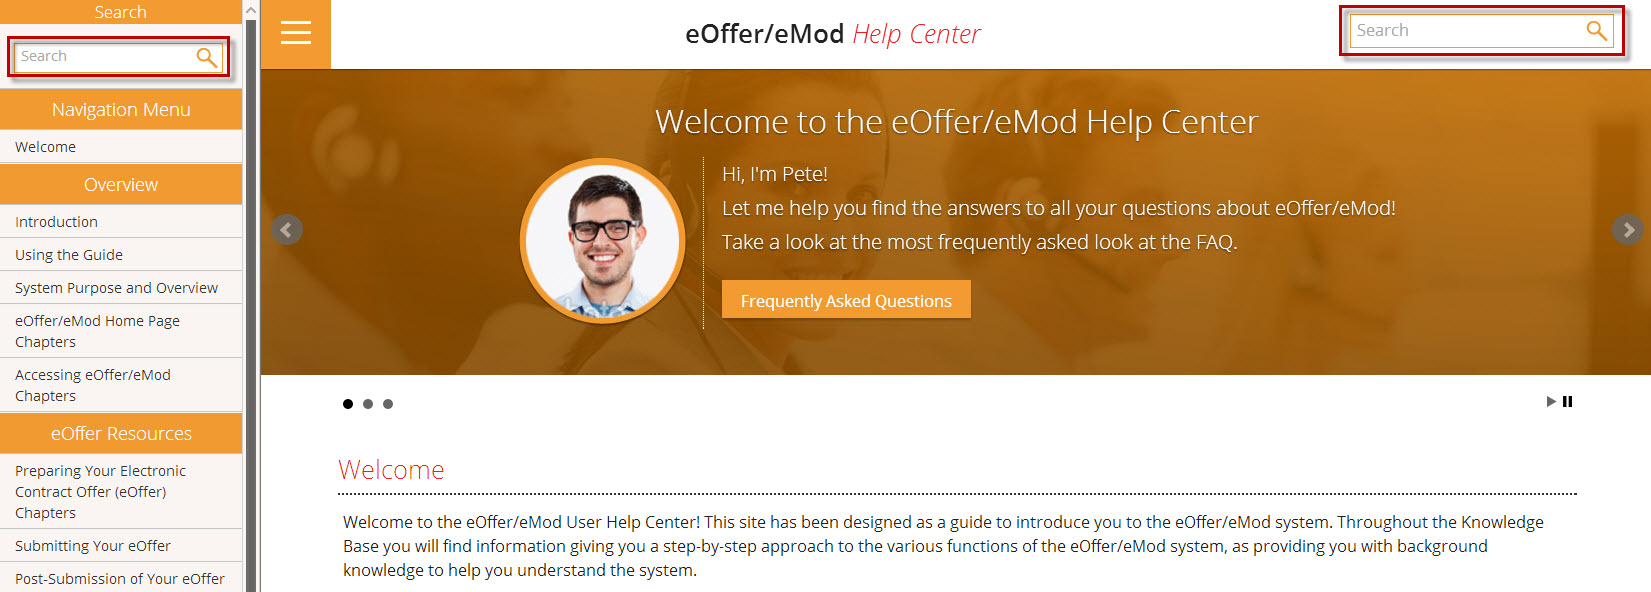 Search
Search
Navigation Menu
Welcome
Overview
Introduction
Using the Guide
System Purpose and Overview
eOffer/eMod Home Page
Chapters
Accessing eOffer/eMod
Chapters
eOffer Resources
Preparing Your Electronic
Contract Offer (eOffer)
Chapters
Submitting Your eOffer
Post-Submission of Your eOffer
eOffer/eMod Help Center
Search
Welcome to the eOffer/eMod Help Center
Hi, I'm Pete!
Let me help you find the answers to all your questions about eOffer/eMod!
Take a look at the most frequently asked look at the FAQ.
Frequently Asked Questions
Welcome
Welcome to the eOffer/eMod User Help Center! This site has been designed as a guide to introduce you to the eOffer/eMod system. Throughout the Knowledge
Base you will find information giving you a step-by-step approach to the various functions of the eOffer/eMod system, as providing you with background
knowledge to help you understand the system.